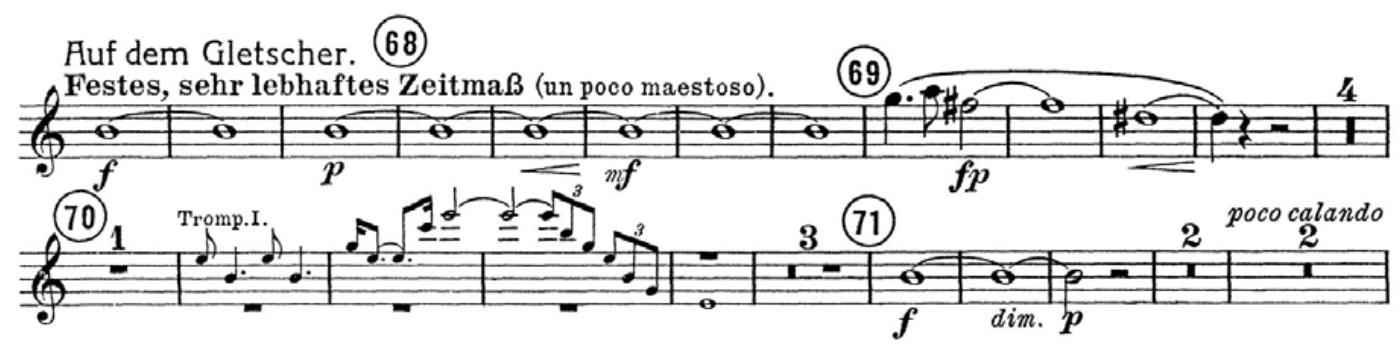 Auf dem Gletscher. 68
Festes, sehr lebhaftes Zeitmaß (un poco maestoso). 69
4
f p mf fp
70 1 Tromp.I. 3 3 3 71 2 poco calando 2
f dim. p